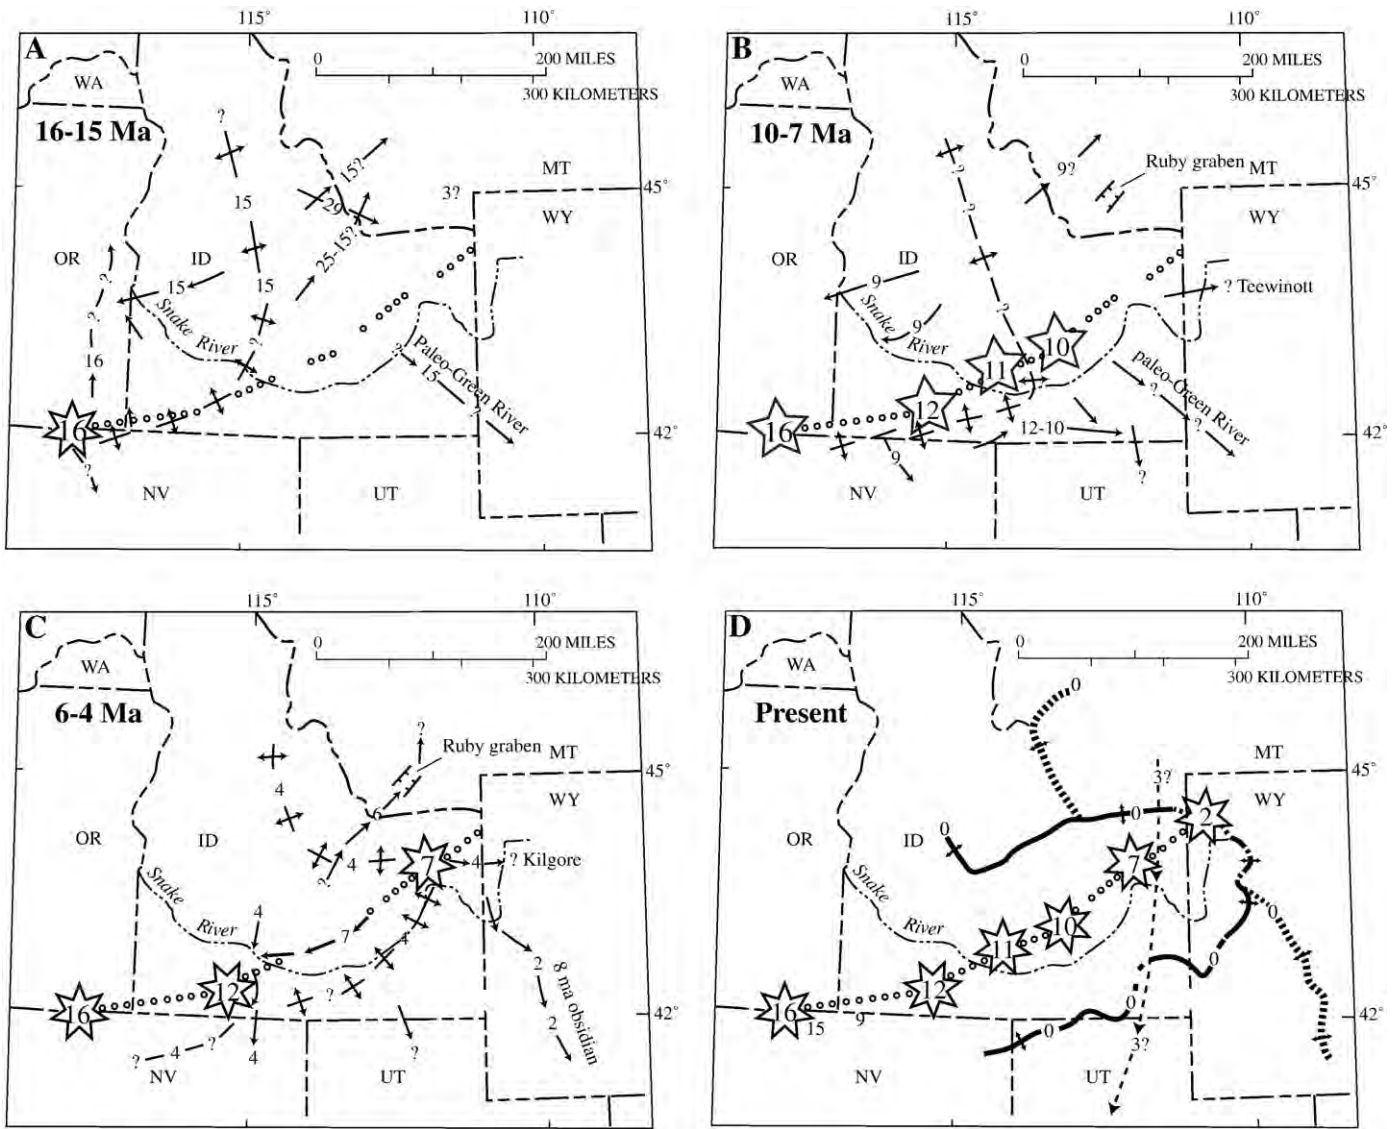 115°
110°
A
0
200 MILES
300 KILOMETERS
WA
16-15 Ma
?
15?
MT
29
3?
45°
15
WY
OR
ID
25-15?
?
15
15
Snake
River
?
?
?
Paleo-Green River
15
?
16
16
42°
?
NV
UT
115°
110°
B
0
200 MILES
300 KILOMETERS
WA
10-7 Ma
9?
Ruby graben
MT
?
45°
WY
?
OR
ID
9
? Teewinott
Snake
River
9
?
10
11
paleo-Green River
?
12
?
16
12-10
42°
9
?
NV
UT
115°
110°
C
0
200 MILES
300 KILOMETERS
WA
6-4 Ma
?
Ruby graben
MT
45°
4
WY
6
OR
ID
7
4
4
? Kilgore
?
Snake
River
4
7
4
2
8 ma obsidian
12
?
16
2
42°
?
4
?
4
?
NV
UT
115°
110°
D
0
200 MILES
300 KILOMETERS
WA
0
Present
MT
3?
45°
WY
OR
ID
0
0
2
7
Snake
River
0
10
11
0
12
0
16
15
9
0
3?
42°
NV
UT